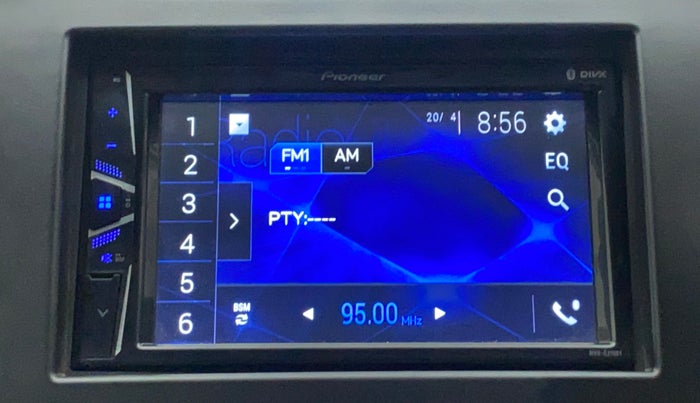 Pioneer
DIVX
1 20/ 4 8:56
Radio
2 FM1 AM EQ
3
PTY:----
4
5
BSM 95.00 MHz
6